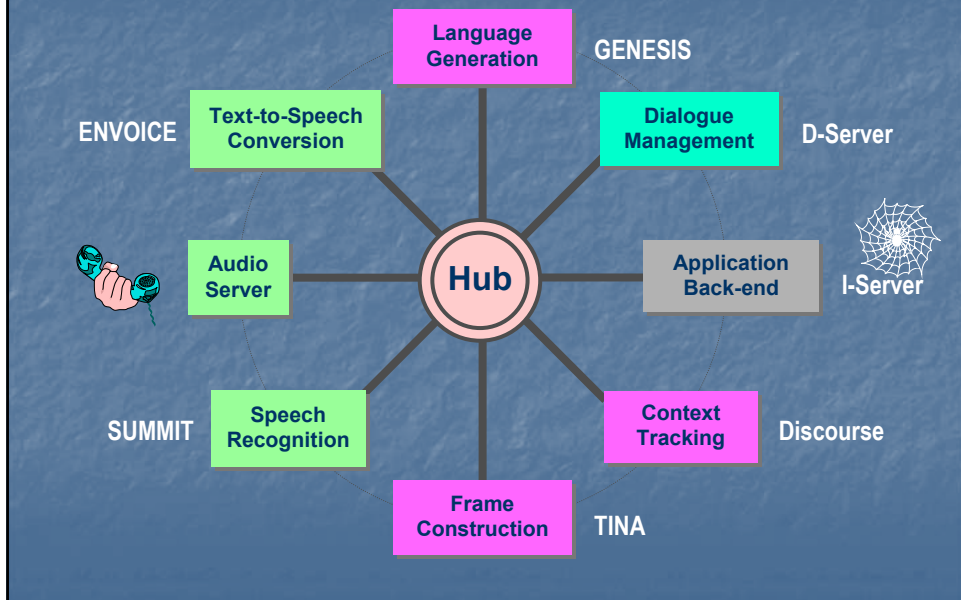 Language
Generation
GENESIS
ENVOICE
Text-to-Speech
Conversion
Dialogue
Management
D-Server
Audio
Server
Hub
Application
Back-end
I-Server
SUMMIT
Speech
Recognition
Context
Tracking
Discourse
Frame
Construction
TINA